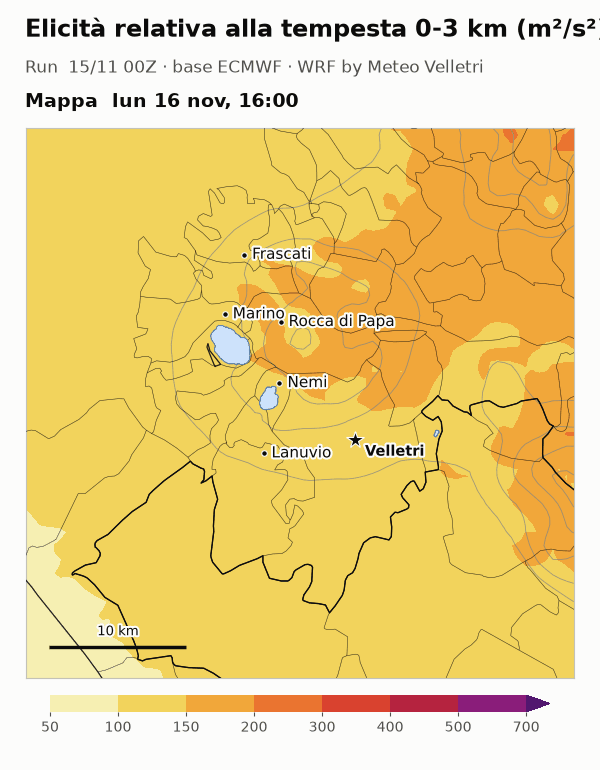 Elicità relativa alla tempesta 0-3 km (m²/s²)
Run  15/11 00Z · base ECMWF · WRF by Meteo Velletri
Mappa  lun 16 nov, 16:00
Frascati
Marino
Rocca di Papa
Nemi
Lanuvio
Velletri
10 km
50 100 150 200 300 400 500 700